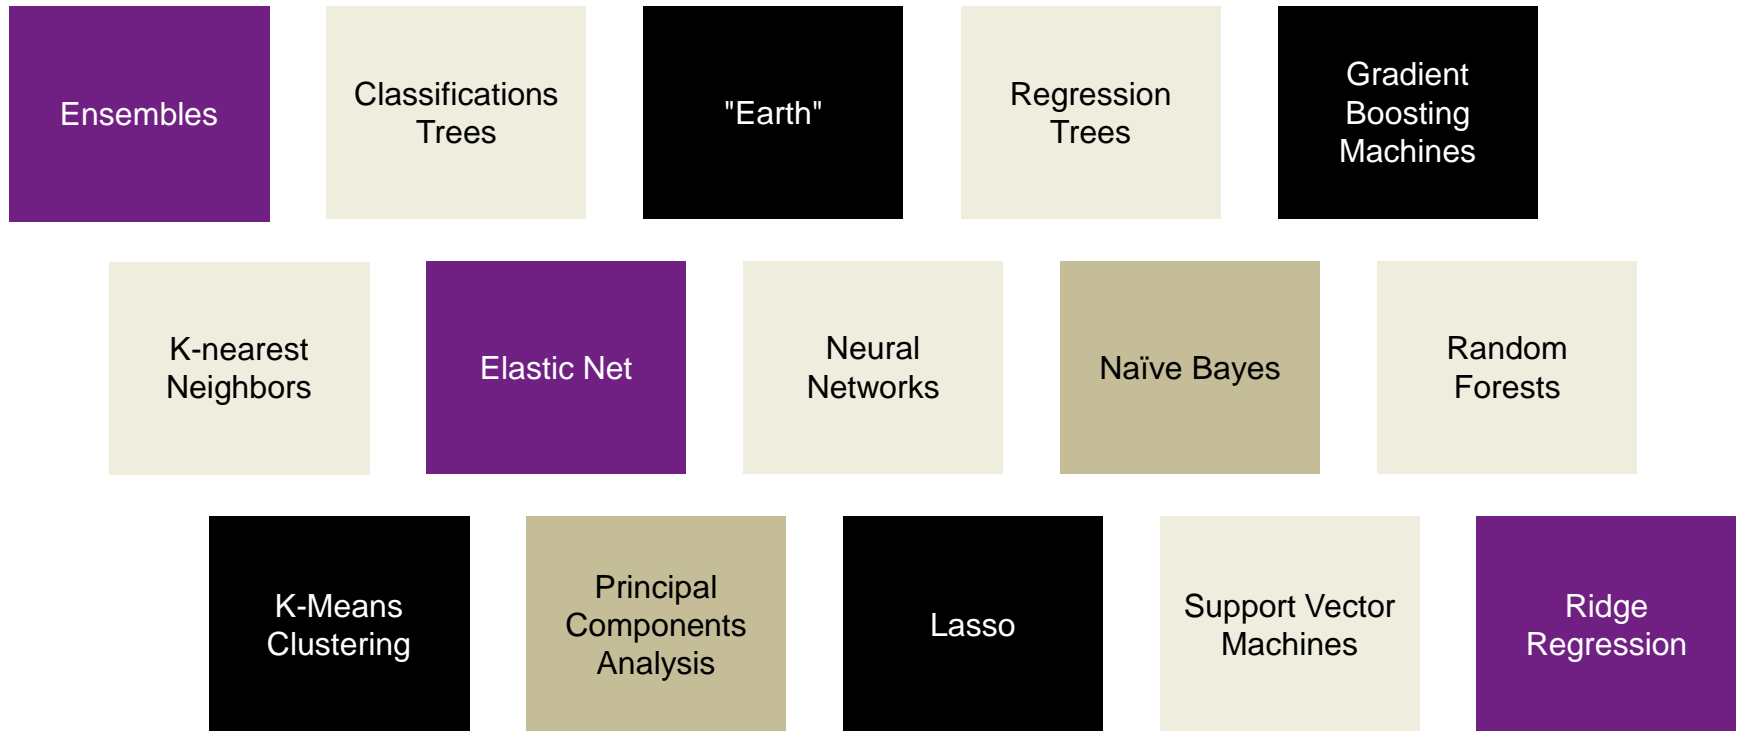 Ensembles
Classifications
Trees
"Earth"
Regression
Trees
Gradient
Boosting
Machines
K-nearest
Neighbors
Elastic Net
Neural
Networks
Naïve Bayes
Random
Forests
K-Means
Clustering
Principal
Components
Analysis
Lasso
Support Vector
Machines
Ridge
Regression